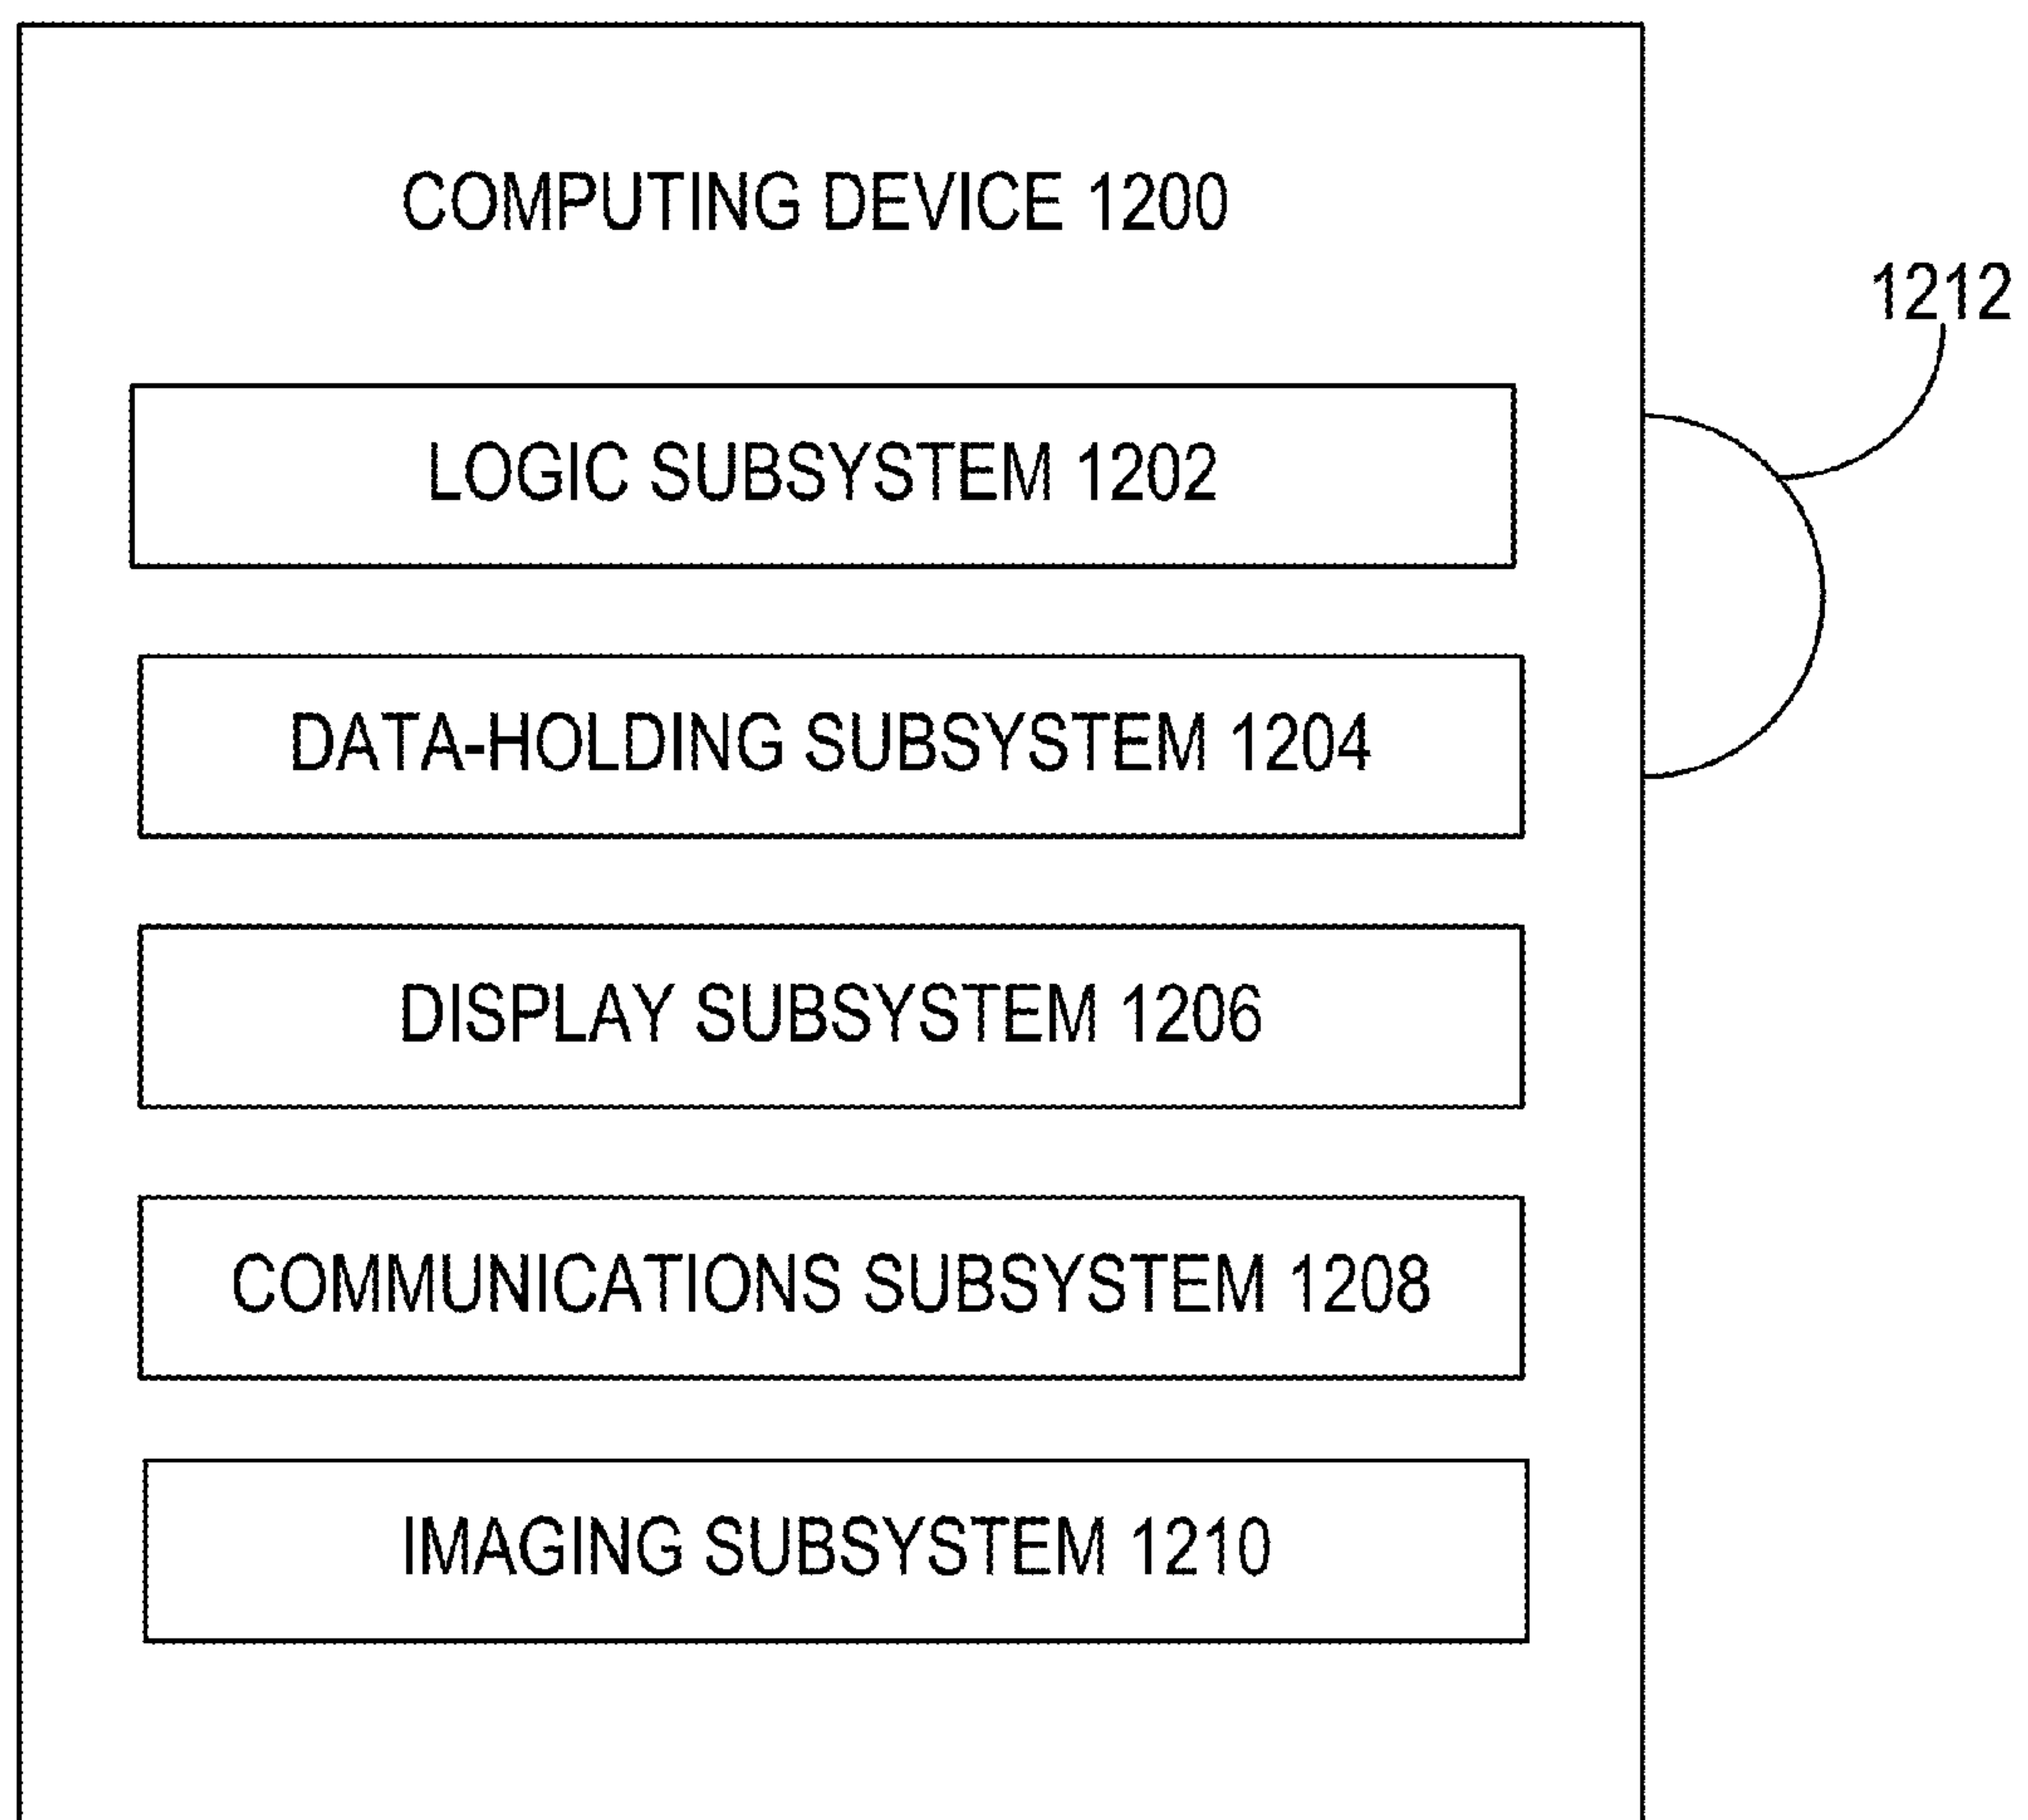 COMPUTING DEVICE 1200
1212
LOGIC SUBSYSTEM 1202
DATA-HOLDING SUBSYSTEM 1204
DISPLAY SUBSYSTEM 1206
COMMUNICATIONS SUBSYSTEM 1208
IMAGING SUBSYSTEM 1210